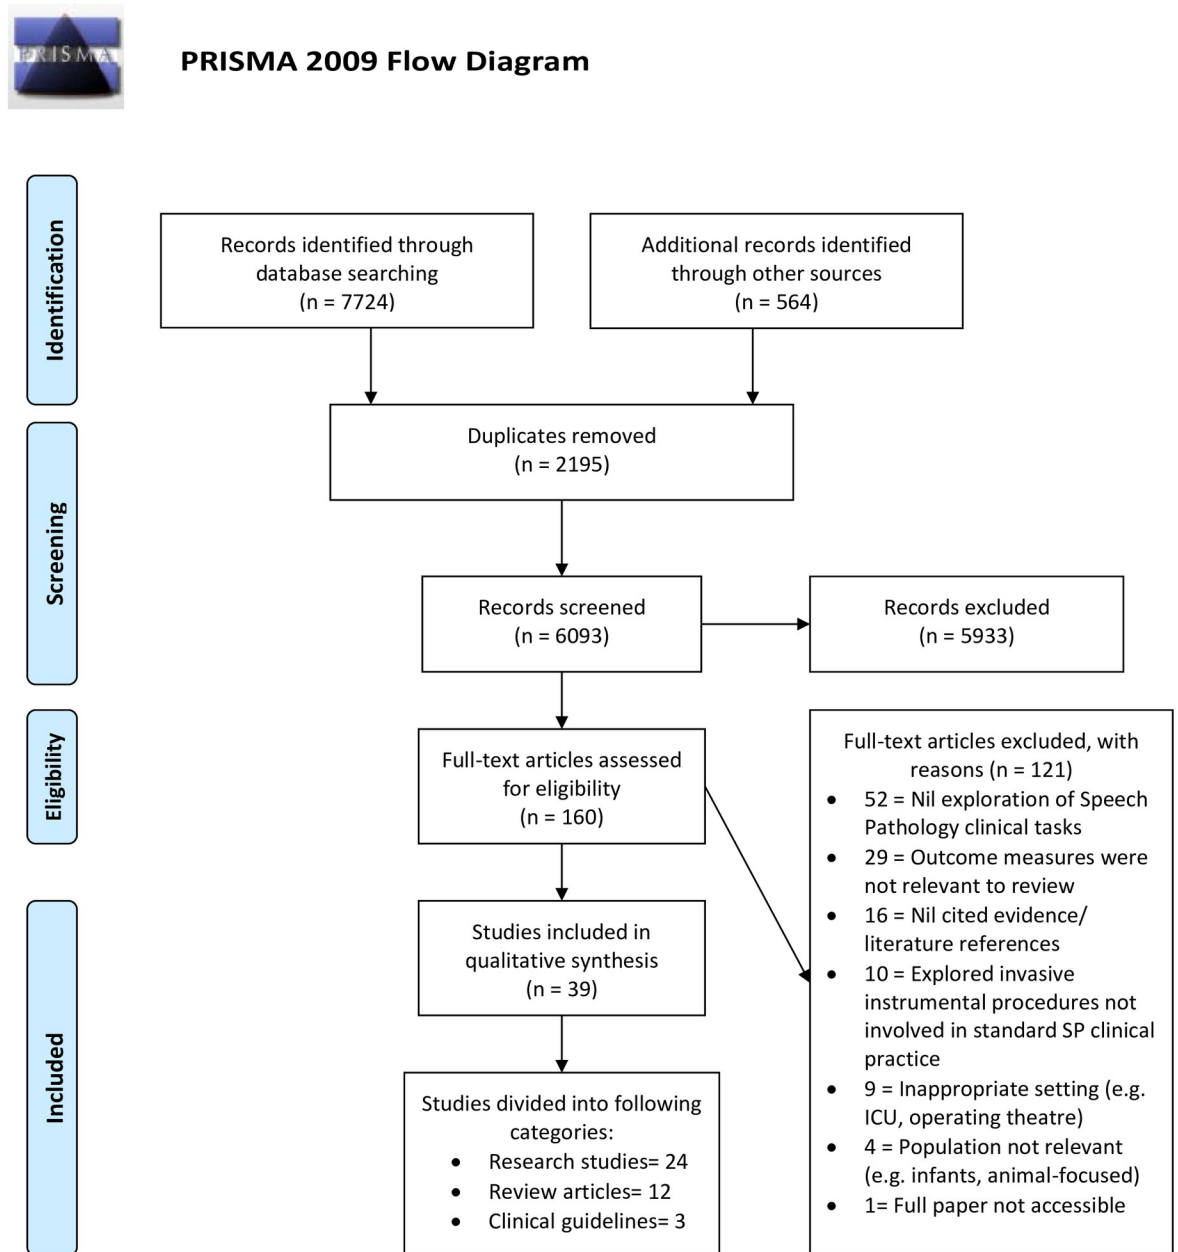 PRISMA
PRISMA 2009 Flow Diagram
Identification
Records identified through
database searching
(n = 7724)
Additional records identified
through other sources
(n = 564)
Screening
Duplicates removed
(n = 2195)
Records screened
(n = 6093)
Records excluded
(n = 5933)
Eligibility
Full-text articles assessed
for eligibility
(n = 160)
Full-text articles excluded, with
reasons (n = 121)
• 52 = Nil exploration of Speech
Pathology clinical tasks
• 29 = Outcome measures were
not relevant to review
• 16 = Nil cited evidence/
literature references
• 10 = Explored invasive
instrumental procedures not
involved in standard SP clinical
practice
• 9 = Inappropriate setting (e.g.
ICU, operating theatre)
• 4 = Population not relevant
(e.g. infants, animal-focused)
• 1= Full paper not accessible
Included
Studies included in
qualitative synthesis
(n = 39)
Studies divided into following
categories:
• Research studies= 24
• Review articles= 12
• Clinical guidelines= 3